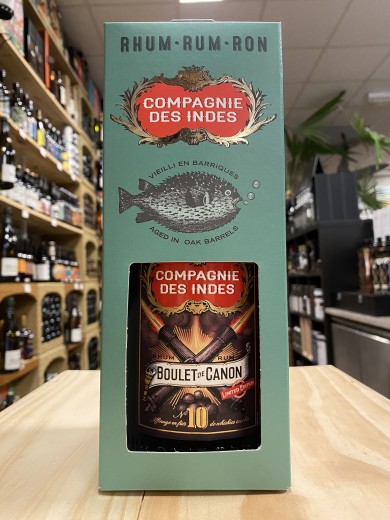 RHUM·RUM·RON
COMPAGNIE
DES INDES
VIEILLI EN BARRIQUES
AGED IN OAK BARRELS
COMPAGNIE
DES INDES
RHUM RUM
BOULET DE CANON
LIMITED EDITION
Nº 10